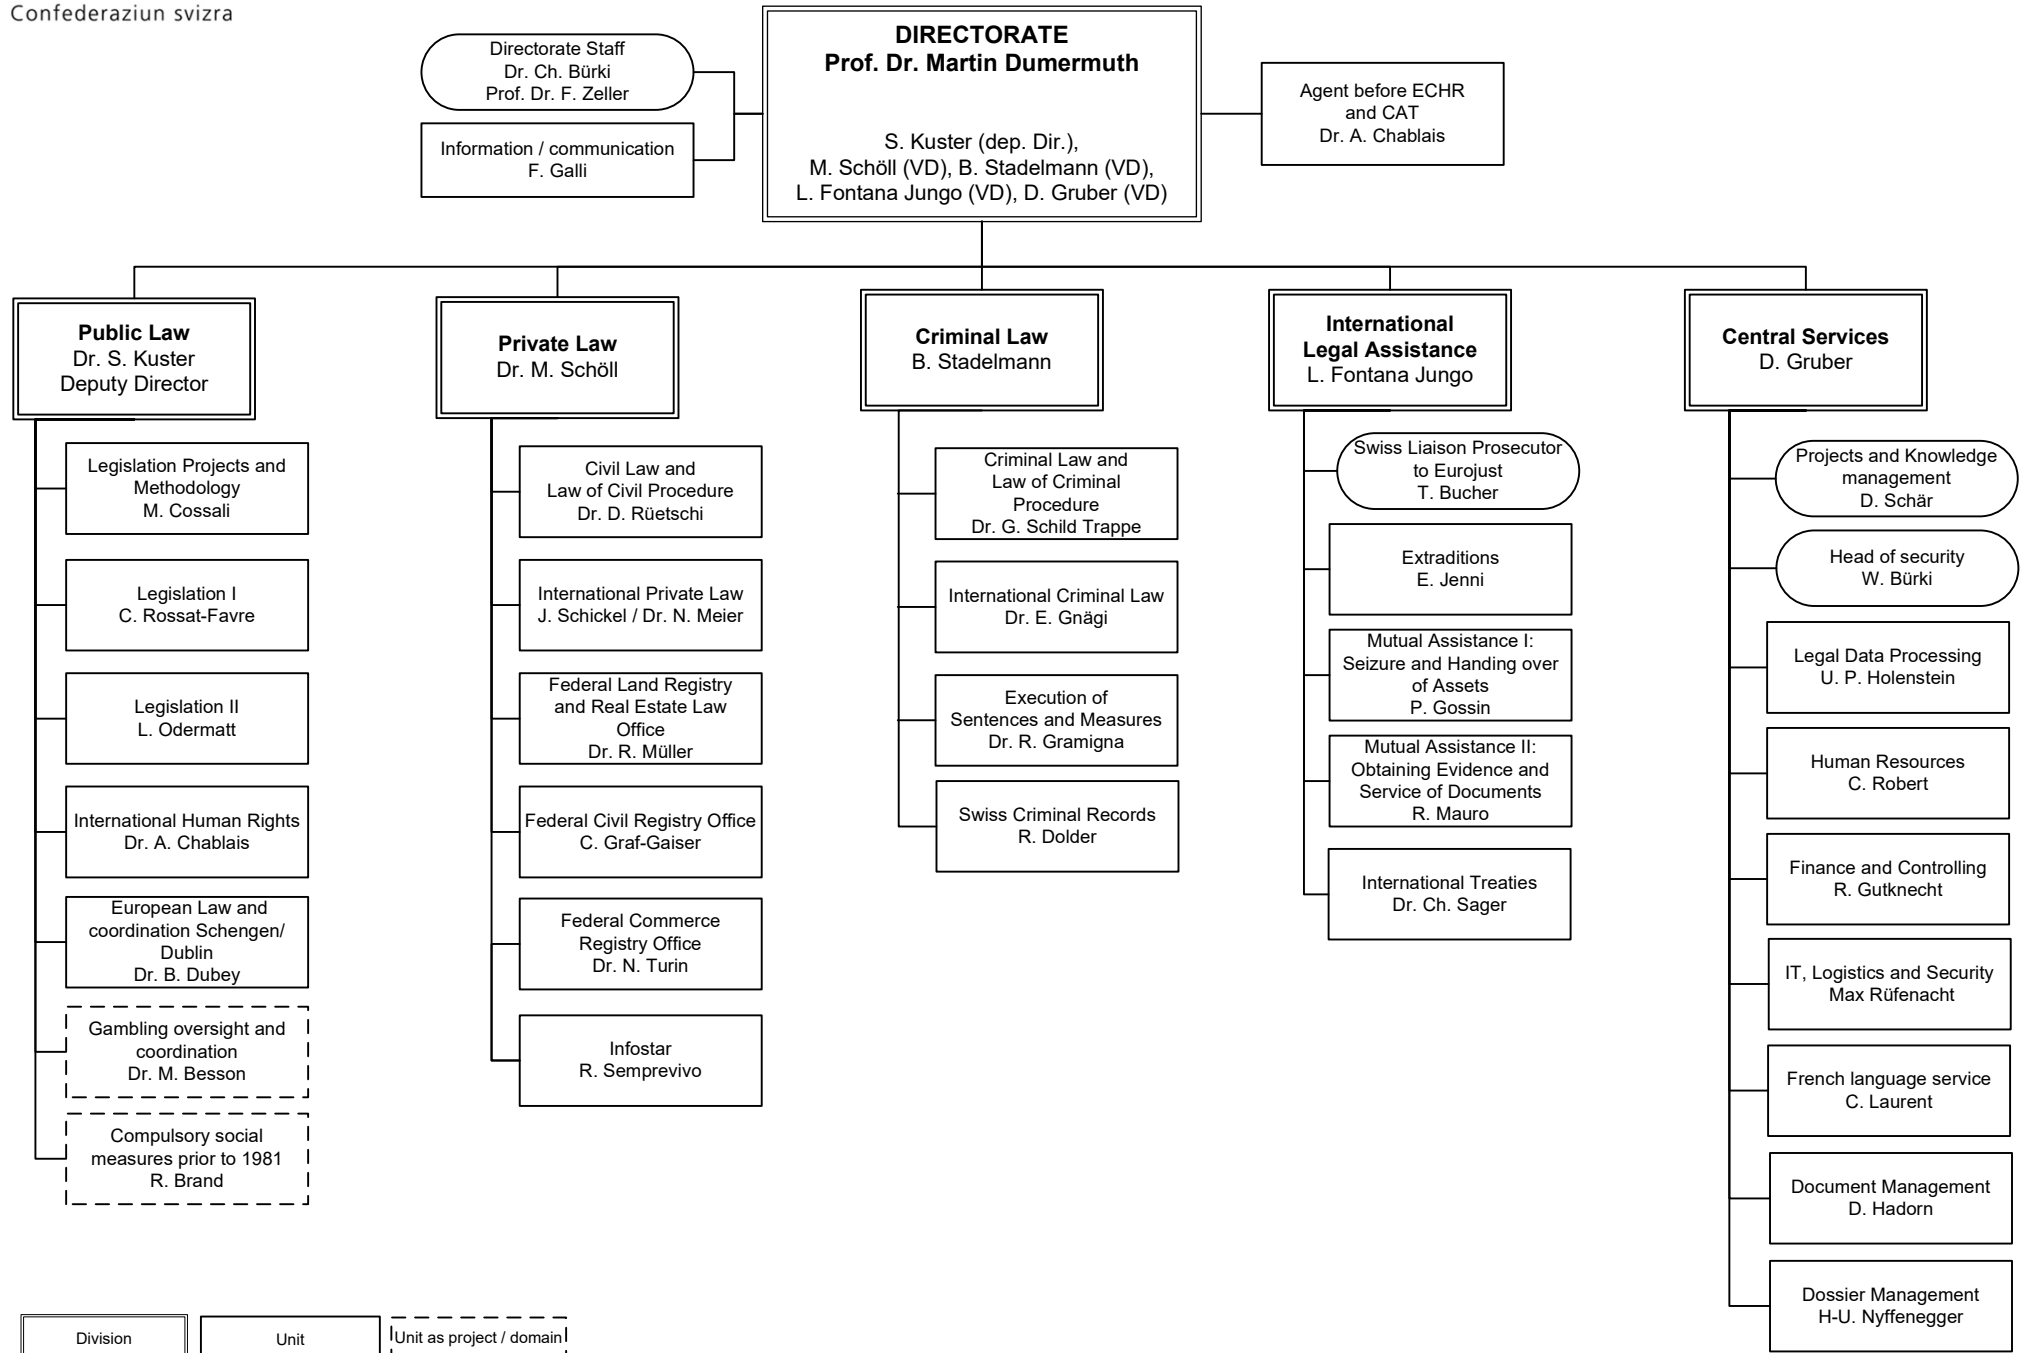 Confederaziun svizra
DIRECTORATE
Prof. Dr. Martin Dumermuth
S. Kuster (dep. Dir.),
M. Schöll (VD), B. Stadelmann (VD),
L. Fontana Jungo (VD), D. Gruber (VD)
Directorate Staff
Dr. Ch. Bürki
Prof. Dr. F. Zeller
Information / communication
F. Galli
Agent before ECHR
and CAT
Dr. A. Chablais
Public Law
Dr. S. Kuster
Deputy Director
Legislation Projects and
Methodology
M. Cossali
Legislation I
C. Rossat-Favre
Legislation II
L. Odermatt
International Human Rights
Dr. A. Chablais
European Law and
coordination Schengen/
Dublin
Dr. B. Dubey
Gambling oversight and
coordination
Dr. M. Besson
Compulsory social
measures prior to 1981
R. Brand
Private Law
Dr. M. Schöll
Civil Law and
Law of Civil Procedure
Dr. D. Rüetschi
International Private Law
J. Schickel / Dr. N. Meier
Federal Land Registry
and Real Estate Law
Office
Dr. R. Müller
Federal Civil Registry Office
C. Graf-Gaiser
Federal Commerce
Registry Office
Dr. N. Turin
Infostar
R. Semprevivo
Criminal Law
B. Stadelmann
Criminal Law and
Law of Criminal
Procedure
Dr. G. Schild Trappe
International Criminal Law
Dr. E. Gnägi
Execution of
Sentences and Measures
Dr. R. Gramigna
Swiss Criminal Records
R. Dolder
International
Legal Assistance
L. Fontana Jungo
Swiss Liaison Prosecutor
to Eurojust
T. Bucher
Extraditions
E. Jenni
Mutual Assistance I:
Seizure and Handing over
of Assets
P. Gossin
Mutual Assistance II:
Obtaining Evidence and
Service of Documents
R. Mauro
International Treaties
Dr. Ch. Sager
Central Services
D. Gruber
Projects and Knowledge
management
D. Schär
Head of security
W. Bürki
Legal Data Processing
U. P. Holenstein
Human Resources
C. Robert
Finance and Controlling
R. Gutknecht
IT, Logistics and Security
Max Rüfenacht
French language service
C. Laurent
Document Management
D. Hadorn
Dossier Management
H-U. Nyffenegger
Division
Unit
Unit as project / domain